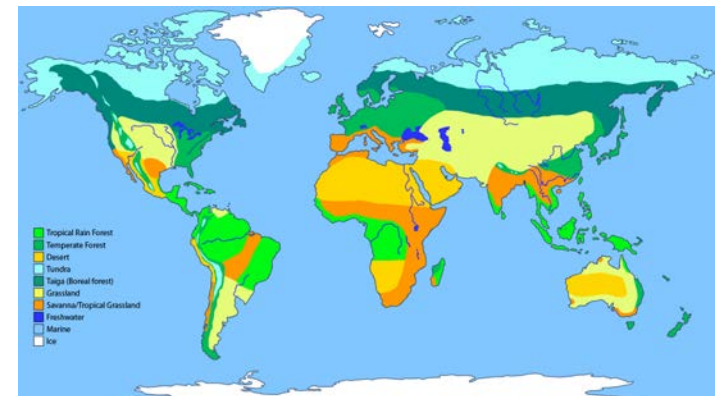 Tropical Rain Forest
Temperate Forest
Desert
Tundra
Taiga (Boreal forest)
Grassland
Savanna/Tropical Grassland
Freshwater
Marine
Ice